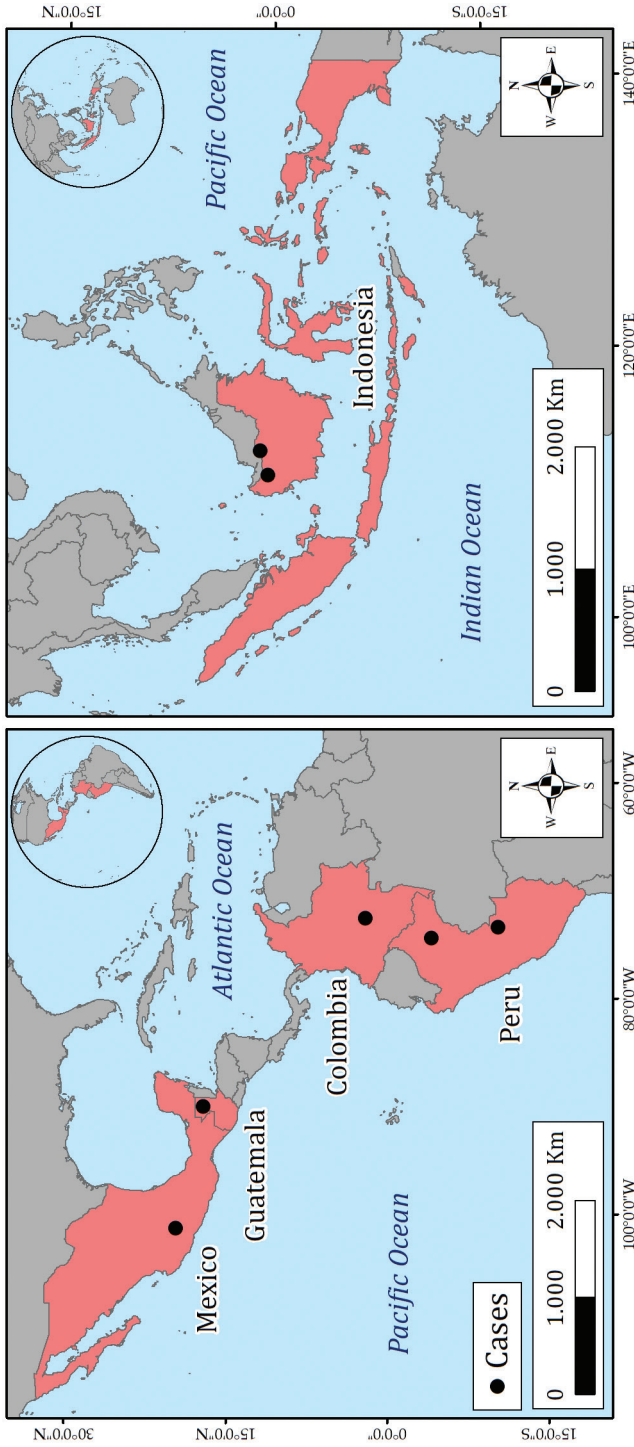 Atlantic Ocean
Pacific Ocean
Mexico
Guatemala
Colombia
Peru
Cases
0 1.000 2.000 Km
N
W E
S
30°0'0"N
15°0'0"N
0°0'0"
15°0'0"S
100°0'0"W
80°0'0"W
60°0'0"W
Pacific Ocean
Indonesia
Indian Ocean
0 1.000 2.000 Km
N
W E
S
15°0'0"N
0°0'0"
15°0'0"S
100°0'0"E
120°0'0"E
140°0'0"E